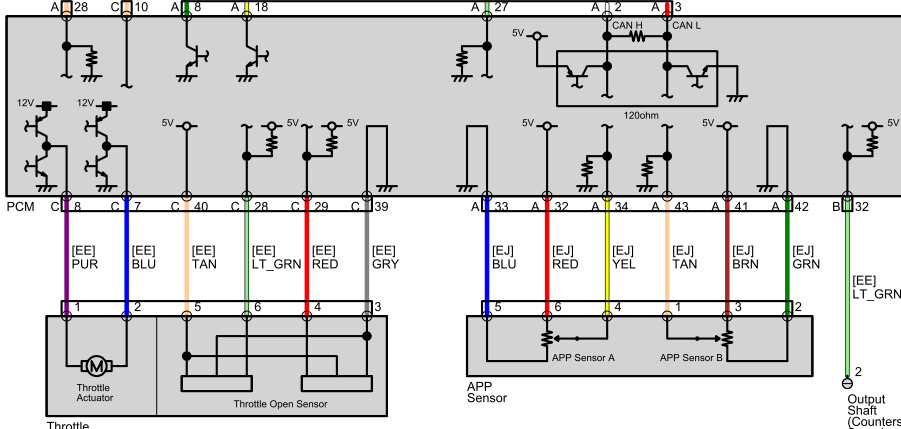 A 28 C 10 A 8 A 18 A 27 A 2 A 3
CAN H CAN L
5V
12V 12V
120ohm
5V 5V 5V 5V 5V 5V
PCM C 8 C 7 C 40 C 28 C 29 C 39 A 33 A 32 A 34 A 43 A 41 A 42 B 32
[EE] [EE] [EE] [EE] [EE] [EE] [EJ] [EJ] [EJ] [EJ] [EJ] [EJ]
PUR BLU TAN LT_GRN RED GRY BLU RED YEL TAN BRN GRN
[EE]
LT_GRN
1 2 5 6 4 3 5 6 4 1 3 2
APP Sensor A APP Sensor B
M
Throttle
Actuator
Throttle Open Sensor
APP
Sensor
2
Output
Shaft
(Counters
Throttle